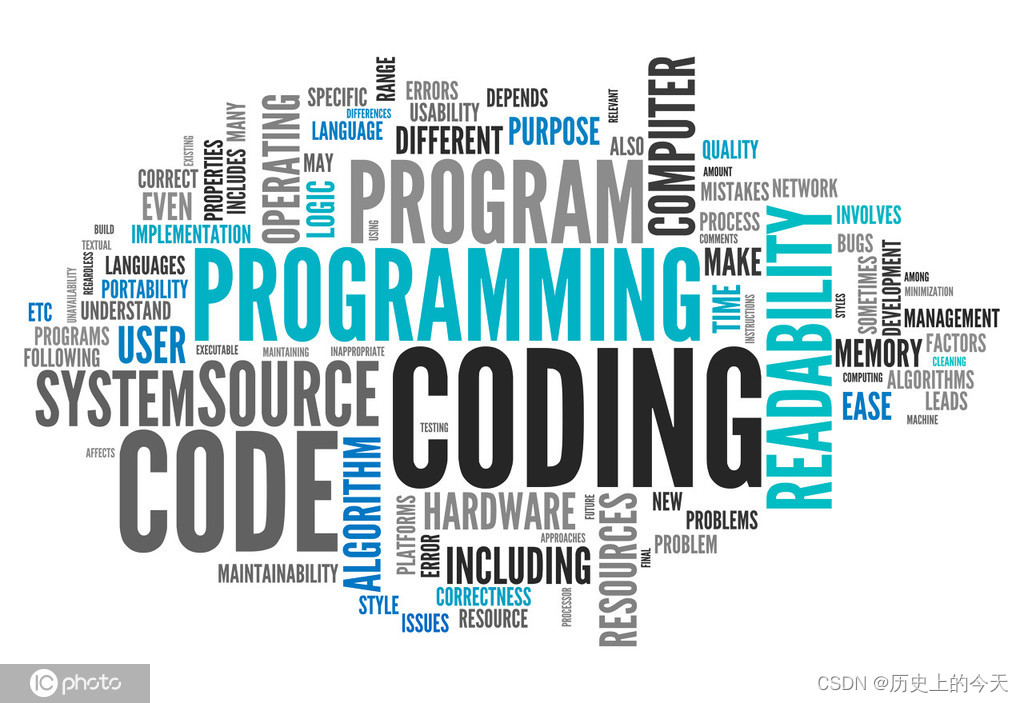 RANGE
SPECIFIC
ERRORS
DEPENDS
RELEVANT
COMPUTER
DIFFERENCES
USABILITY
LANGUAGE
DIFFERENT
PURPOSE
ALSO
QUALITY
MANY
OPERATING
EXISTING
PROPERTIES
INCLUDES
MAY
LOGIC
PROGRAM
USING
AMOUNT
MISTAKES
NETWORK
CORRECT
EVEN
PROCESS
COMMENTS
INVOLVES
BUILD
IMPLEMENTATION
TEXTUAL
REGARDLESS
UNAVAILABILITY
LANGUAGES
PORTABILITY
PROGRAMMING
MAKE
READABILITY
BUGS
SOMETIMES
DEVELOPMENT
AMONG
MINIMIZATION
ETC
UNDERSTAND
TIME
INSTRUCTIONS
STYLES
MANAGEMENT
PROGRAMS
FOLLOWING
USER
EXECUTABLE
MAINTAINING
INAPPROPRIATE
MEMORY
FACTORS
CLEANING
COMPUTING
ALGORITHMS
SYSTEM
SOURCE
CODING
EASE
LEADS
MACHINE
TESTING
AFFECTS
CODE
ALGORITHM
PLATFORMS
HARDWARE
FUTURE
RESOURCES
NEW
PROBLEMS
APPROACHES
ERROR
INCLUDING
FINAL
PROBLEM
MAINTAINABILITY
STYLE
CORRECTNESS
PROCESSOR
ISSUES
RESOURCE
IC photo
CSDN @历史上的今天